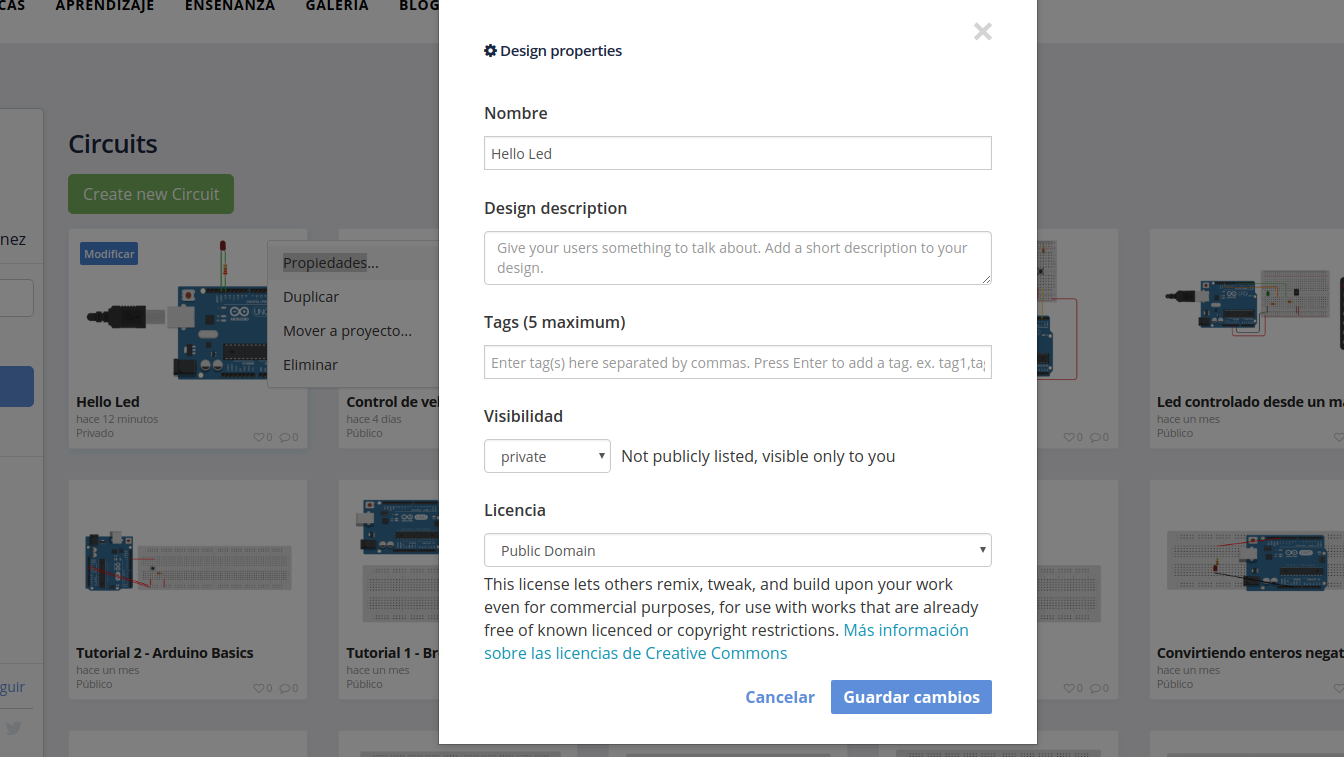 CAS APRENDIZAJE ENSEÑANZA GALERÍA BLOG
Design properties
Nombre
Hello Led
Design description
Give your users something to talk about. Add a short description to your
design.
Tags (5 maximum)
Enter tag(s) here separated by commas. Press Enter to add a tag. ex. tag1,tag
Visibilidad
private
Not publicly listed, visible only to you
Licencia
Public Domain
This license lets others remix, tweak, and build upon your work
even for commercial purposes, for use with works that are already
free of known licenced or copyright restrictions. Más información
sobre las licencias de Creative Commons
Cancelar
Guardar cambios
nez
guir
Circuits
Create new Circuit
Modificar
Propiedades...
Duplicar
Mover a proyecto...
Eliminar
Hello Led
hace 12 minutos
Privado
0 0
Control de vel
hace 4 días
Público
0 0
Led controlado desde un ma
hace un mes
Público
Tutorial 2 - Arduino Basics
hace un mes
Público
0 0
Tutorial 1 - Br
hace un mes
Público
0 0
Convirtiendo enteros negat
hace un mes
Público